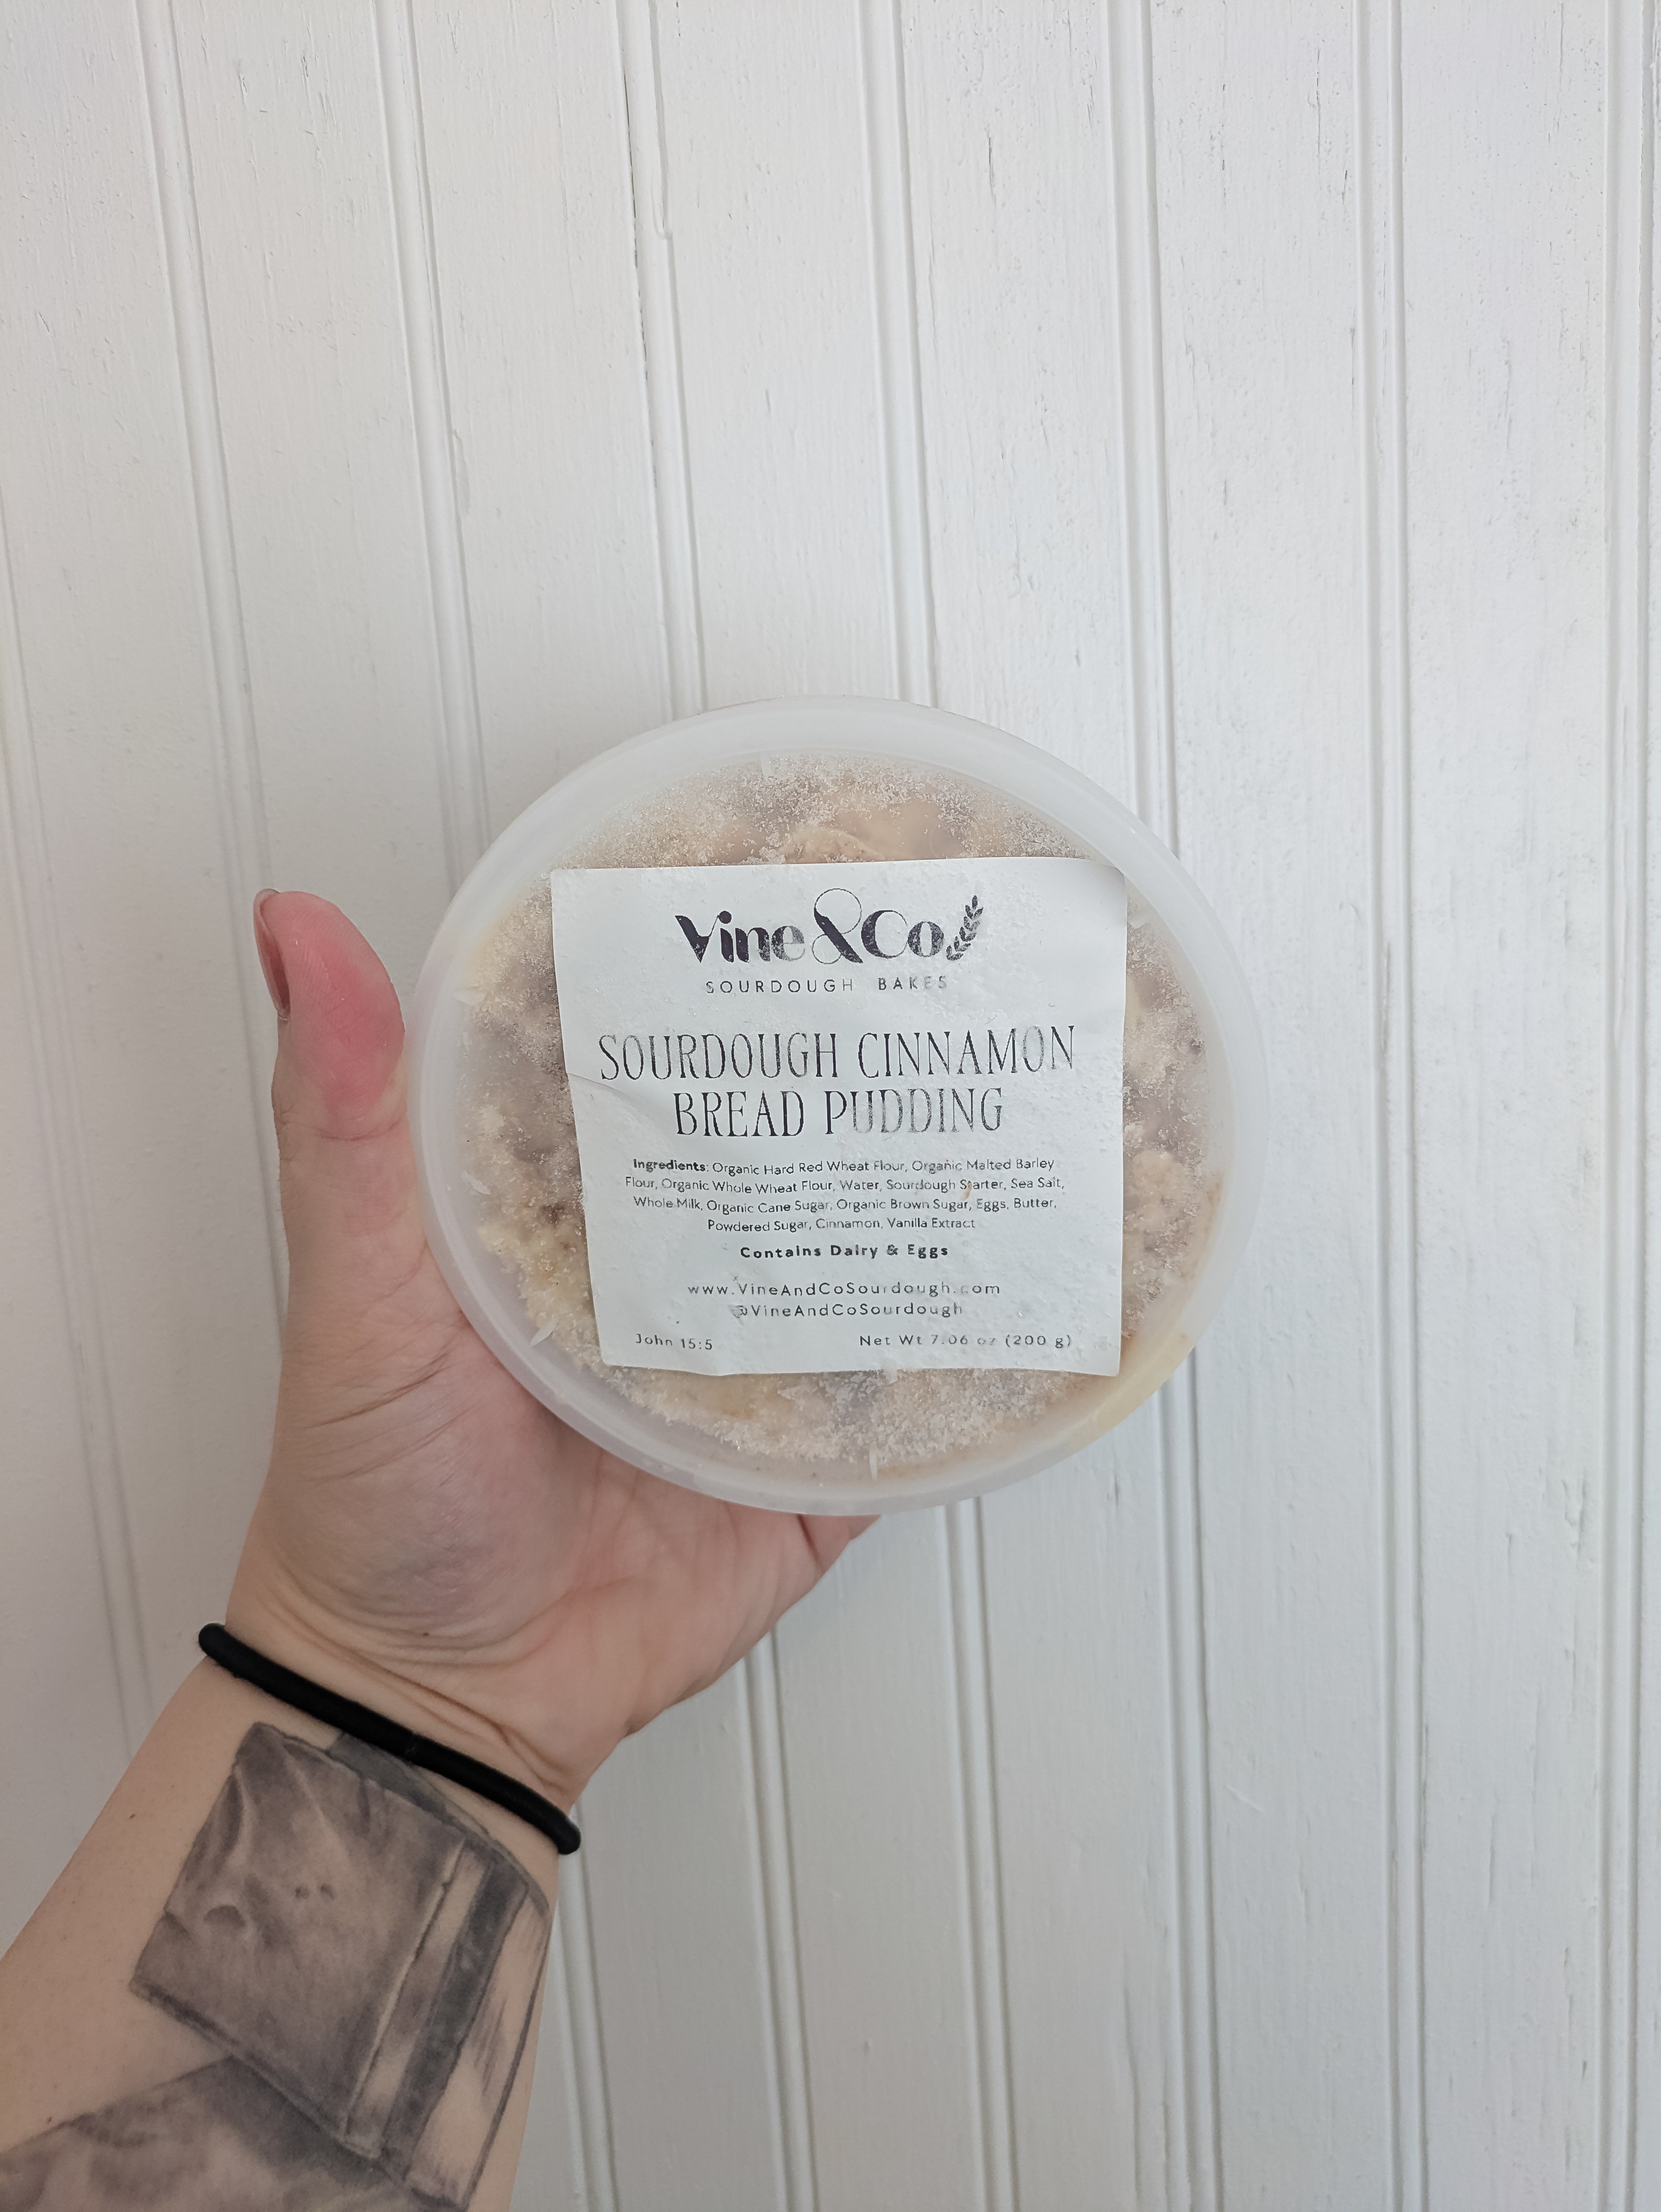 Vine & Co.
SOURDOUGH BAKES
SOURDOUGH CINNAMON
BREAD PUDDING
Ingredients: Organic Hard Red Wheat Flour, Organic Malted Barley
Flour, Organic Whole Wheat Flour, Water, Sourdough Starter, Sea Salt,
Whole Milk, Organic Cane Sugar, Organic Brown Sugar, Eggs, Butter,
Powdered Sugar, Cinnamon, Vanilla Extract
Contains Dairy & Eggs
www.VineAndCoSourdough.com
@VineAndCoSourdough
John 15:5 Net Wt 7.06 oz (200 g)